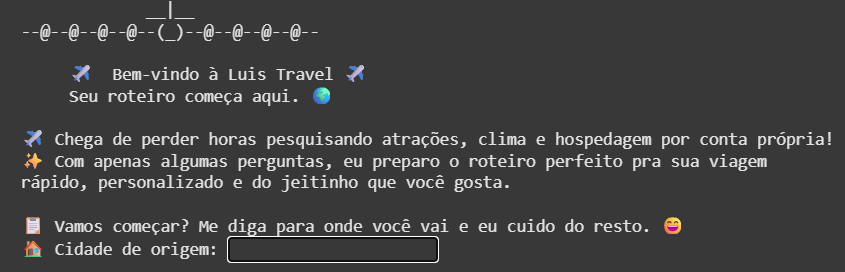 __|__
--@--@--@--@--(_)--@--@--@--@--
✈️ Bem-vindo à Luis Travel ✈️
Seu roteiro começa aqui. 🌍
✈️ Chega de perder horas pesquisando atrações, clima e hospedagem por conta própria!
✨ Com apenas algumas perguntas, eu preparo o roteiro perfeito pra sua viagem
rápido, personalizado e do jeitinho que você gosta.
📋 Vamos começar? Me diga para onde você vai e eu cuido do resto. 😄
🏠 Cidade de origem: